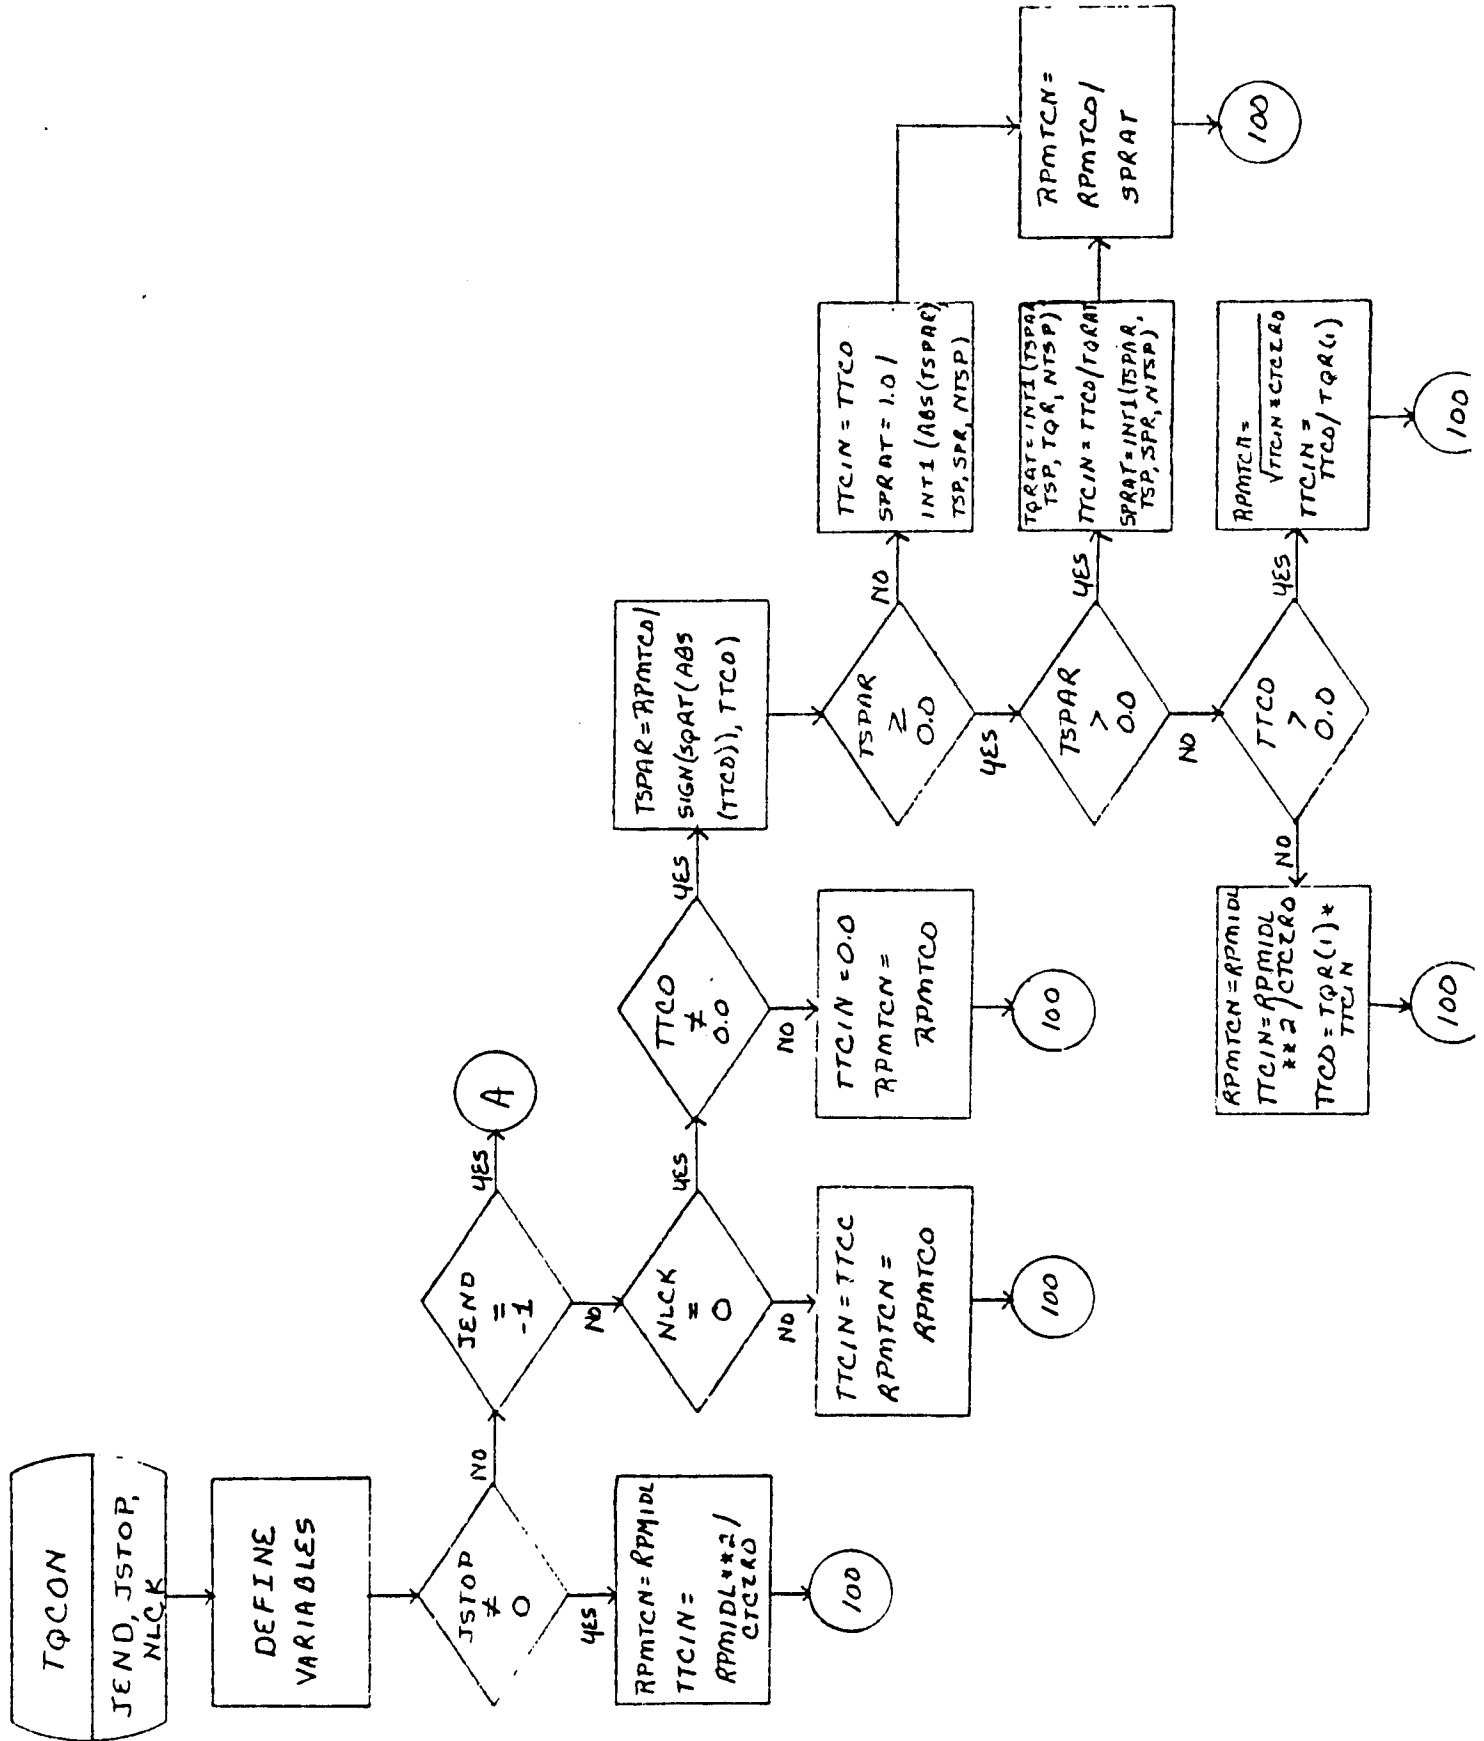 TQCON
JEND, JSTOP,
NLCK
DEFINE
VARIABLES
JSTOP
≠
0
YES
NO
RPMTCN=RPMIDL
TTCIN=
RPMIDL**2/
CTCZRO
100
JEND
=
-1
YES
A
NO
NLCK
=
0
NO
TTCIN=TTCC
RPMTCN=
RPMTCO
100
YES
TTCO
≠
0.0
NO
TTCIN=0.0
RPMTCN=
RPMTCO
100
YES
TSPAR=RPMTCO/
SIGN(SQRT(ABS
(TTCO)),TTCO)
TSPAR
≥
0.0
NO
TTCIN=TTCO
SPRAT=1.0/
INT1(ABS(TSPAR)
TSP,SPR,NTSP)
YES
TSPAR
>
0.0
YES
TQRAT=INT1(TSPAR
TSP,TQR,NTSP)
TTCIN=TTCO/TQRAT
SPRAT=INT1(TSPAR,
TSP,SPR,NTSP),
RPMTCN=
RPMTCO/
SPRAT
100
NO
TTCO
>
0.0
YES
RPMTCN=
√TTCIN*CTCZRO
TTCIN=
TTCO/TQR(1)
100
NO
RPMTCN=RPMIDL
TTCIN=RPMIDL
**2/CTCZRO
TTCO=TQR(1)*
TTCIN
100